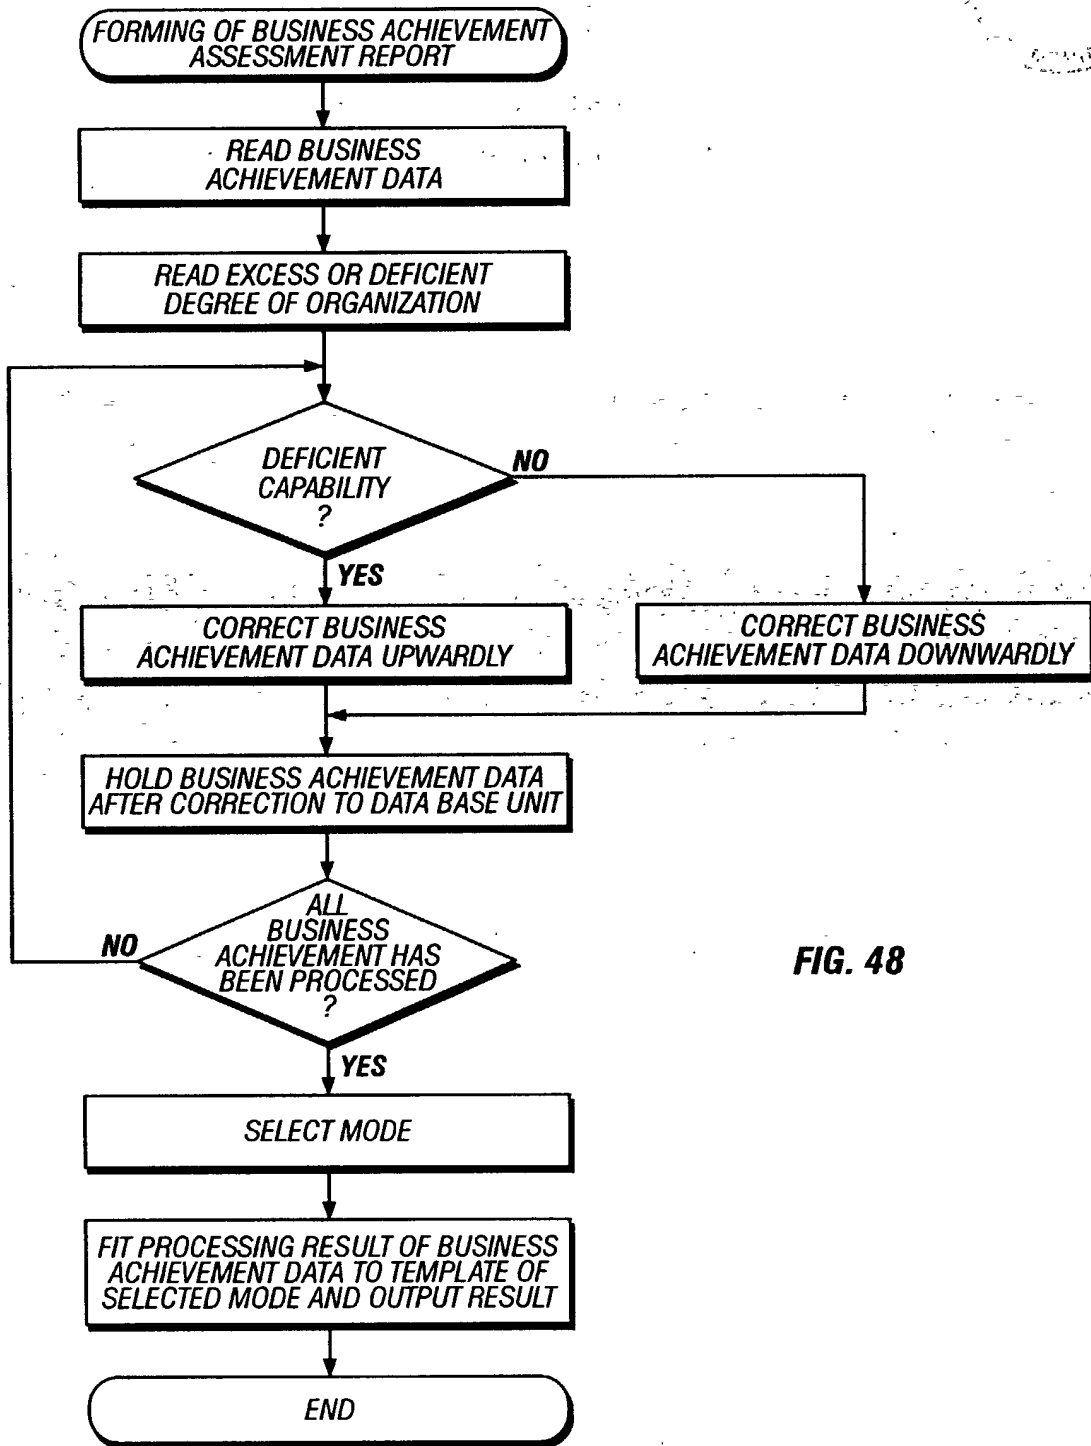 FORMING OF BUSINESS ACHIEVEMENT
ASSESSMENT REPORT
READ BUSINESS
ACHIEVEMENT DATA
READ EXCESS OR DEFICIENT
DEGREE OF ORGANIZATION
DEFICIENT
CAPABILITY
?
NO
YES
CORRECT BUSINESS
ACHIEVEMENT DATA UPWARDLY
CORRECT BUSINESS
ACHIEVEMENT DATA DOWNWARDLY
HOLD BUSINESS ACHIEVEMENT DATA
AFTER CORRECTION TO DATA BASE UNIT
ALL
BUSINESS
ACHIEVEMENT HAS
BEEN PROCESSED
?
NO
YES
FIG. 48
SELECT MODE
FIT PROCESSING RESULT OF BUSINESS
ACHIEVEMENT DATA TO TEMPLATE OF
SELECTED MODE AND OUTPUT RESULT
END